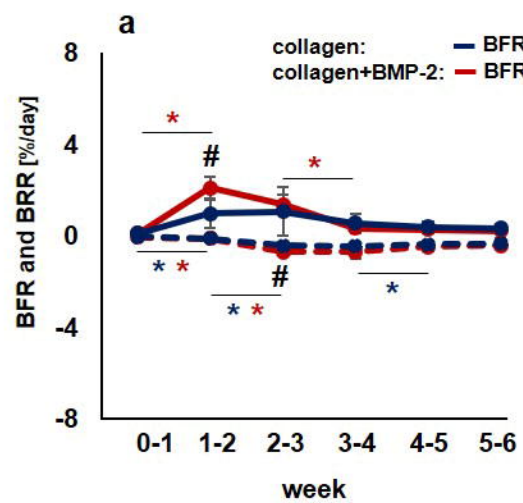 a
8
collagen: BFR
collagen+BMP-2: BFR
*
#
4
*
0
* *
#
*
* *
-4
-8
BFR and BRR [%/day]
0-1 1-2 2-3 3-4 4-5 5-6
week